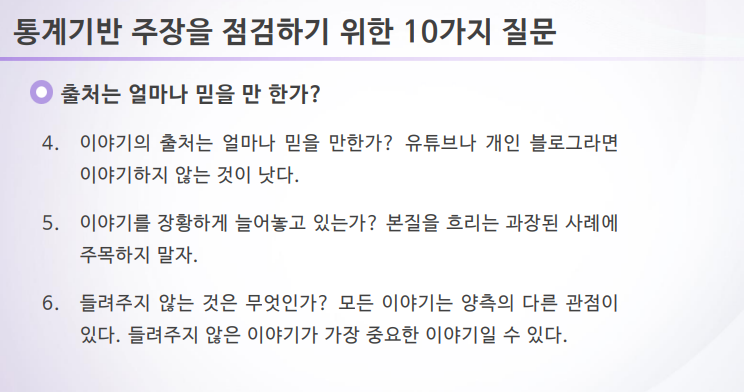 통계기반 주장을 점검하기 위한 10가지 질문
출처는 얼마나 믿을 만 한가?
4. 이야기의 출처는 얼마나 믿을 만한가? 유튜브나 개인 블로그라면
이야기하지 않는 것이 낫다.
5. 이야기를 장황하게 늘어놓고 있는가? 본질을 흐리는 과장된 사례에
주목하지 말자.
6. 들려주지 않는 것은 무엇인가? 모든 이야기는 양측의 다른 관점이
있다. 들려주지 않은 이야기가 가장 중요한 이야기일 수 있다.